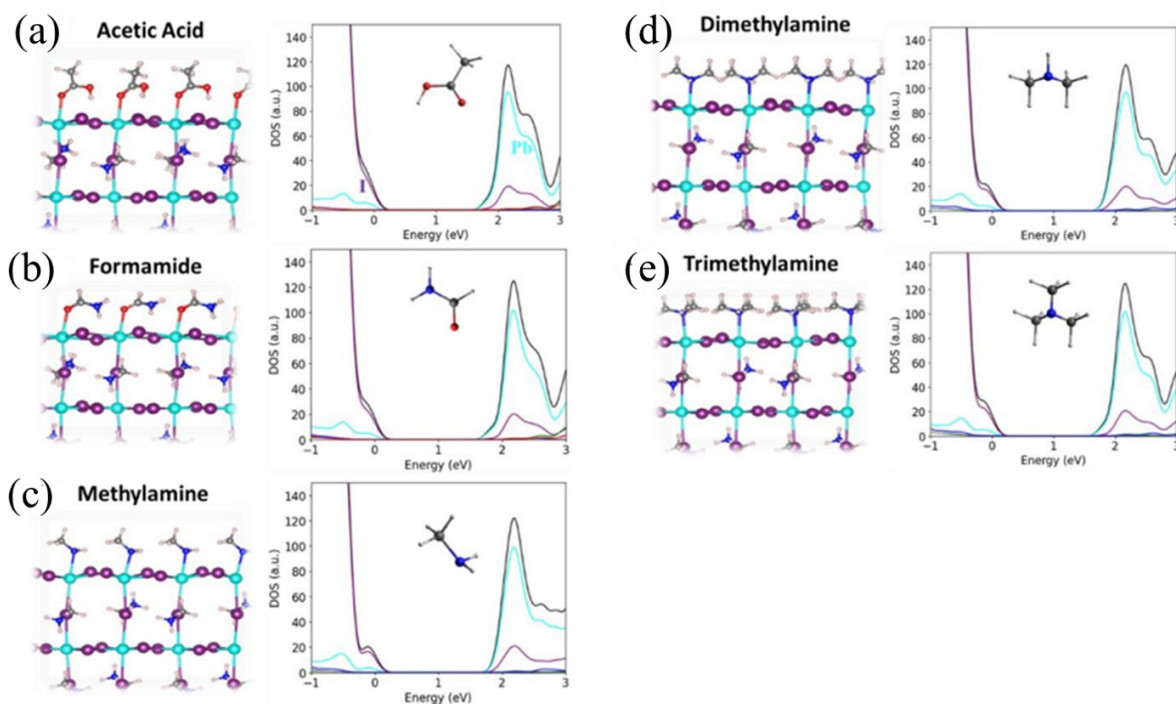 (a)
Acetic Acid
140
120
100
80
60
40
20
0
DOS (a.u.)
I
Pb
-1 0 1 2 3
Energy (eV)
(b)
Formamide
140
120
100
80
60
40
20
0
DOS (a.u.)
-1 0 1 2 3
Energy (eV)
(c)
Methylamine
140
120
100
80
60
40
20
0
DOS (a.u.)
-1 0 1 2 3
Energy (eV)
(d)
Dimethylamine
140
120
100
80
60
40
20
0
DOS (a.u.)
-1 0 1 2 3
Energy (eV)
(e)
Trimethylamine
140
120
100
80
60
40
20
0
DOS (a.u.)
-1 0 1 2 3
Energy (eV)